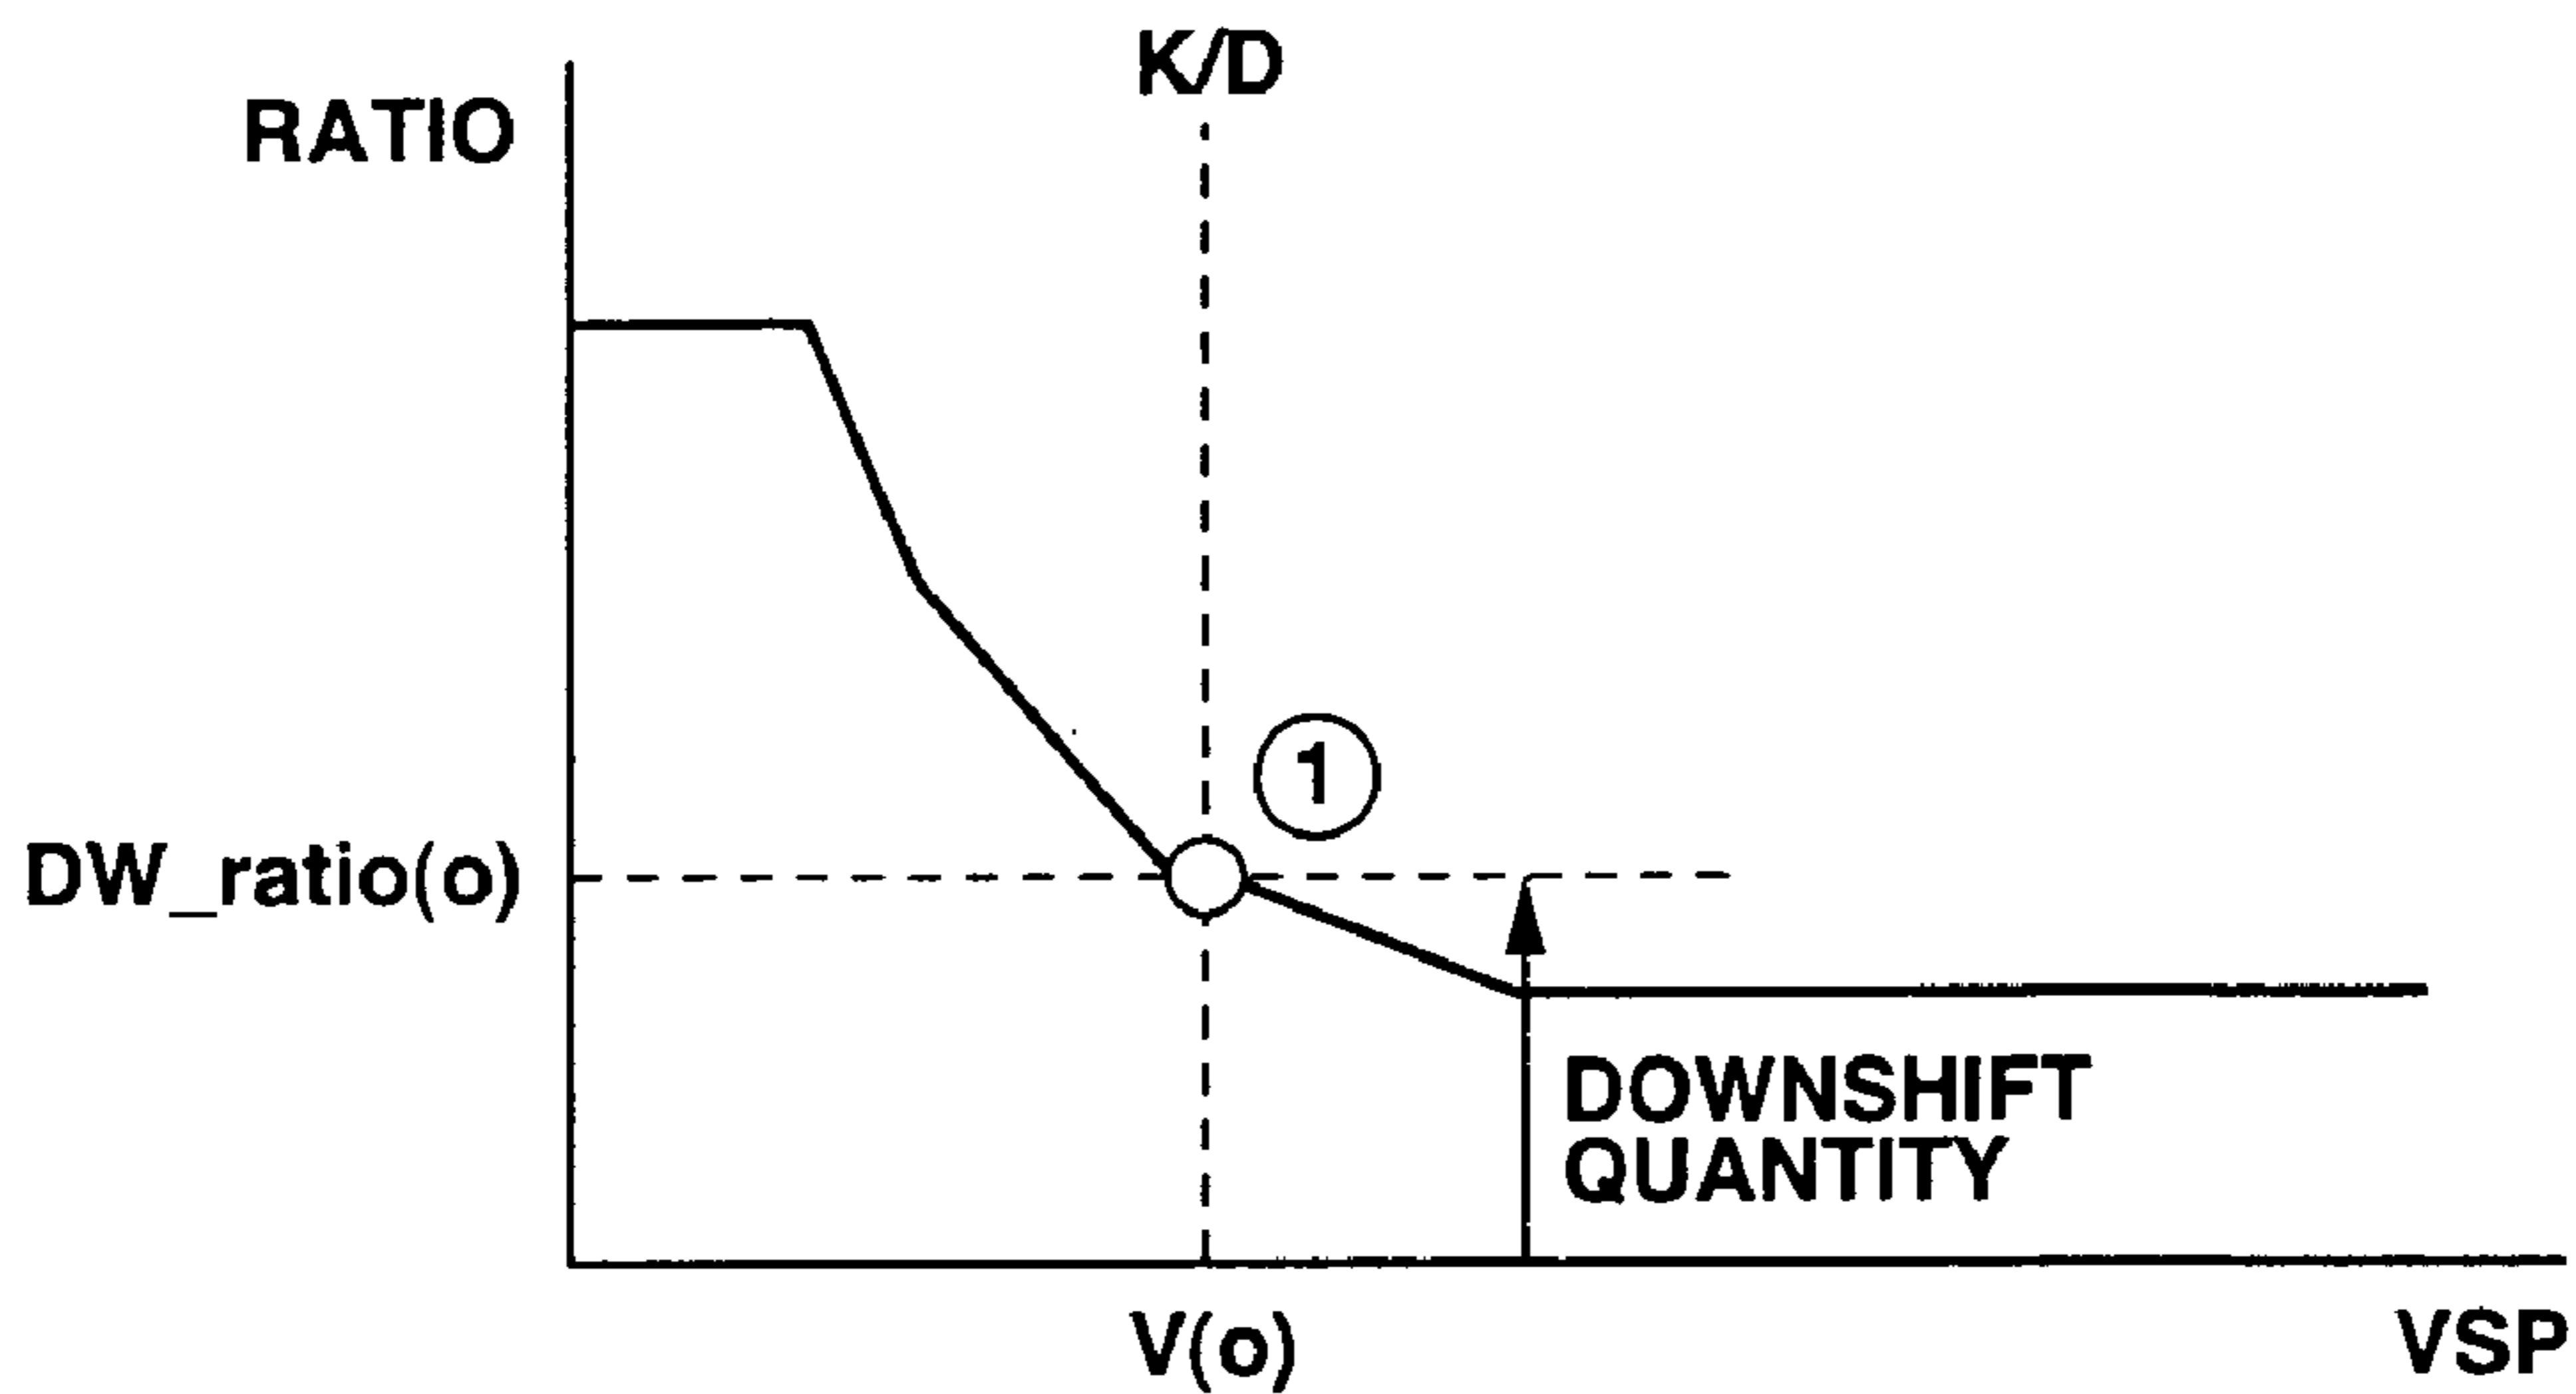 K/D
RATIO
1
DW_ratio(o)
DOWNSHIFT
QUANTITY
V(o)
VSP